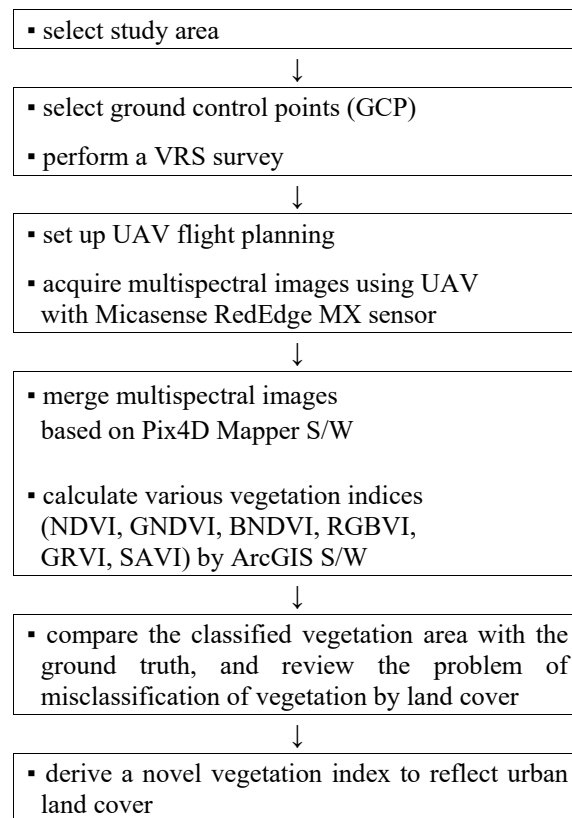 ▪ select study area
↓
▪ select ground control points (GCP)
▪ perform a VRS survey
↓
▪ set up UAV flight planning
▪ acquire multispectral images using UAV
with Micasense RedEdge MX sensor
↓
▪ merge multispectral images
based on Pix4D Mapper S/W
▪ calculate various vegetation indices
(NDVI, GNDVI, BNDVI, RGBVI,
GRVI, SAVI) by ArcGIS S/W
↓
▪ compare the classified vegetation area with the
ground truth, and review the problem of
misclassification of vegetation by land cover
↓
▪ derive a novel vegetation index to reflect urban
land cover